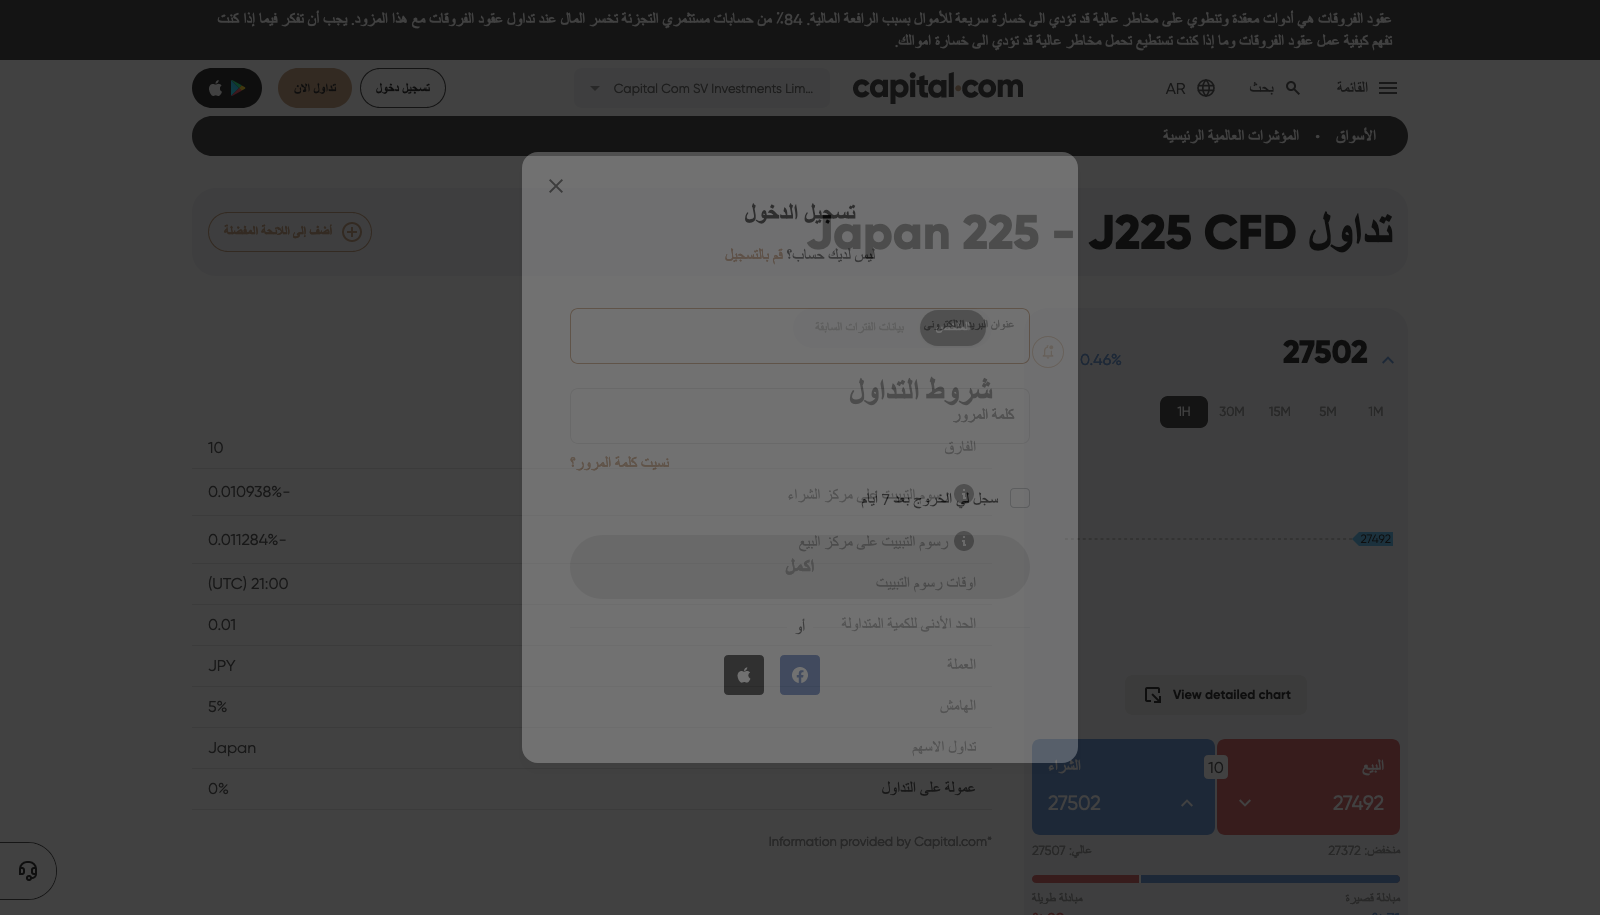 عقود الفروقات هي أدوات معقدة وتنطوي على مخاطر عالية قد تؤدي الى خسارة سريعة للأموال بسبب الرافعة المالية. 84٪ من حسابات مستثمري التجزئة تخسر المال عند تداول عقود الفروقات مع هذا المزود. يجب أن تفكر فيما إذا كنت
تفهم كيفية عمل عقود الفروقات وما إذا كنت تستطيع تحمل مخاطر عالية قد تؤدي الى خسارة اموالك.
القائمة
بحث
AR
capital.com
Capital Com SV Investments Lim...
تسجيل دخول
تداول الان
الأسواق • المؤشرات العالمية الرئيسية
تداول Japan 225 - J225 CFD
أضف إلى اللائحة المفضلة
تسجيل الدخول
ليس لديك حساب؟ قم بالتسجيل
عنوان البريد الالكتروني
كلمة المرور
نسيت كلمة المرور؟
سجل لي الخروج بعد 7 أيام
اكمل
أو
27502
0.46%
1H
30M
15M
5M
1M
27492
View detailed chart
البيع
27492
10
الشراء
27502
منخفض: 27372
عالي: 27507
مبادلة قصيرة
مبادلة طويلة
بيانات الفترات السابقة
شروط التداول
الفارق
10
رسوم التبييت على مركز الشراء
-0.010938%
رسوم التبييت على مركز البيع
-0.011284%
اوقات رسوم التبييت
21:00 (UTC)
الحد الأدنى للكمية المتداولة
0.01
العملة
JPY
الهامش
5%
تداول الاسهم
Japan
عمولة على التداول
0%
Information provided by Capital.com*